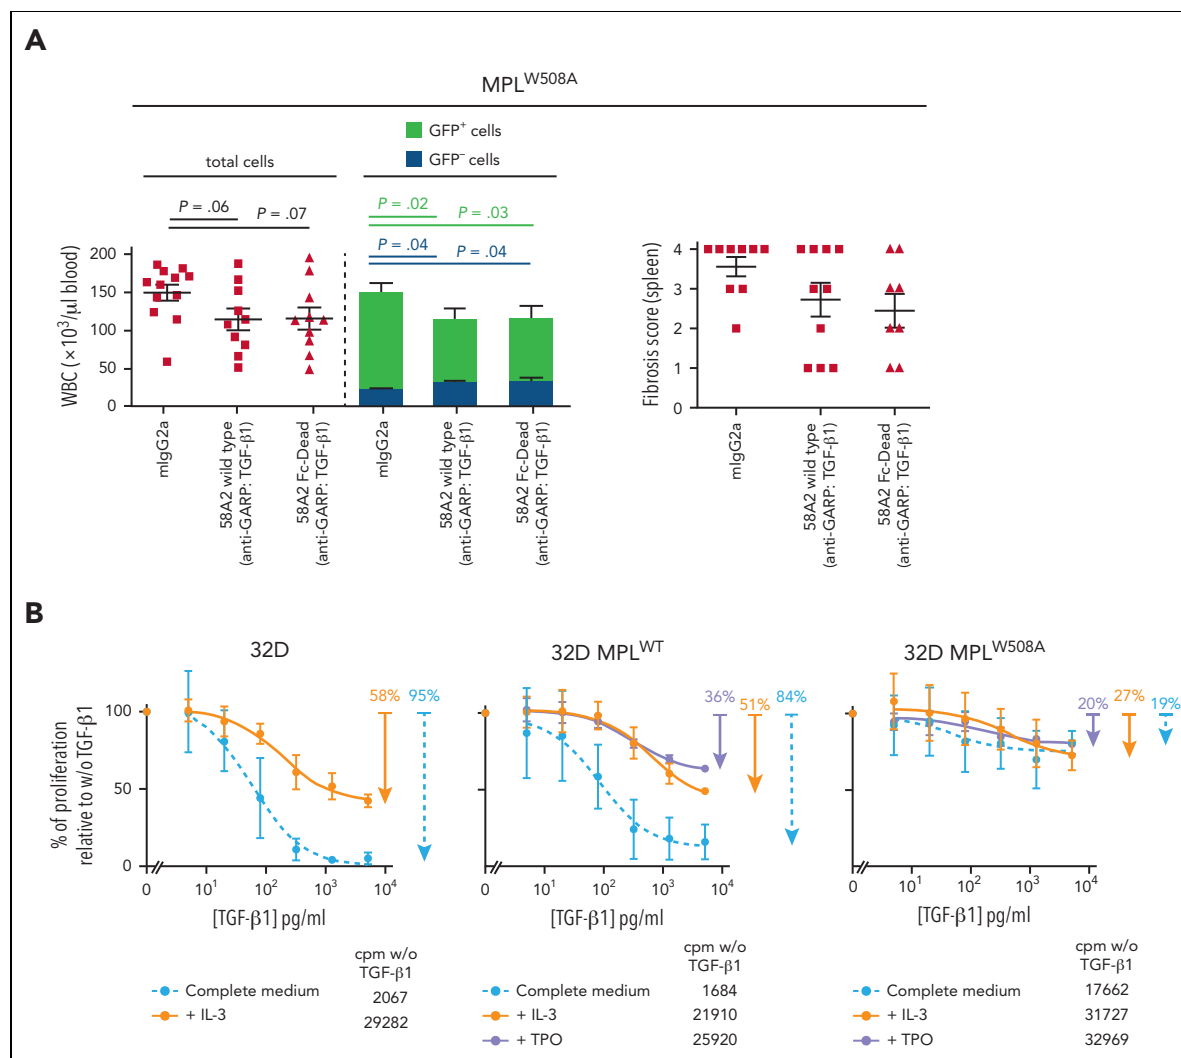 A
MPL^W508A
GFP+ cells
GFP− cells
total cells
P = .06
P = .07
P = .02
P = .03
P = .04
P = .04
WBC (×10³/µl blood)
200
150
100
50
0
mIgG2a
58A2 wild type
(anti-GARP: TGF-β1)
58A2 Fc-Dead
(anti-GARP: TGF-β1)
mIgG2a
58A2 wild type
(anti-GARP: TGF-β1)
58A2 Fc-Dead
(anti-GARP: TGF-β1)
Fibrosis score (spleen)
4
3
2
1
0
mIgG2a
58A2 wild type
(anti-GARP: TGF-β1)
58A2 Fc-Dead
(anti-GARP: TGF-β1)
B
% of proliferation
relative to w/o TGF-β1
32D
58% 95%
100
50
0
0 10¹ 10² 10³ 10⁴
[TGF-β1] pg/ml
cpm w/o
TGF-β1
Complete medium 2067
+ IL-3 29282
32D MPL^WT
36% 51% 84%
0 10¹ 10² 10³ 10⁴
[TGF-β1] pg/ml
cpm w/o
TGF-β1
Complete medium 1684
+ IL-3 21910
+ TPO 25920
32D MPL^W508A
20% 27% 19%
0 10¹ 10² 10³ 10⁴
[TGF-β1] pg/ml
cpm w/o
TGF-β1
Complete medium 17662
+ IL-3 31727
+ TPO 32969